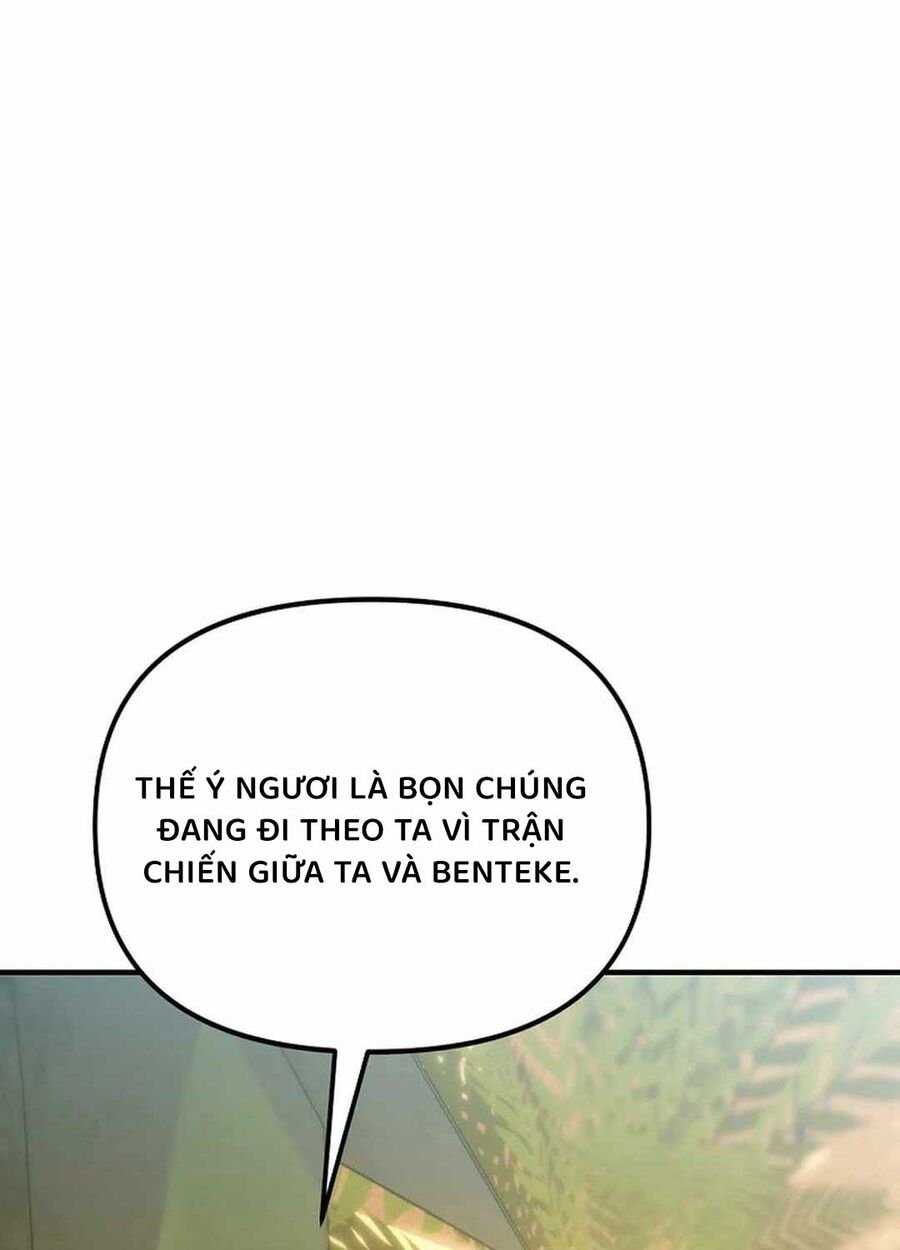 THẾ Ý NGƯƠI LÀ BỌN CHÚNG
ĐANG ĐI THEO TA VÌ TRẬN
CHIẾN GIỮA TA VÀ BENTEKE.